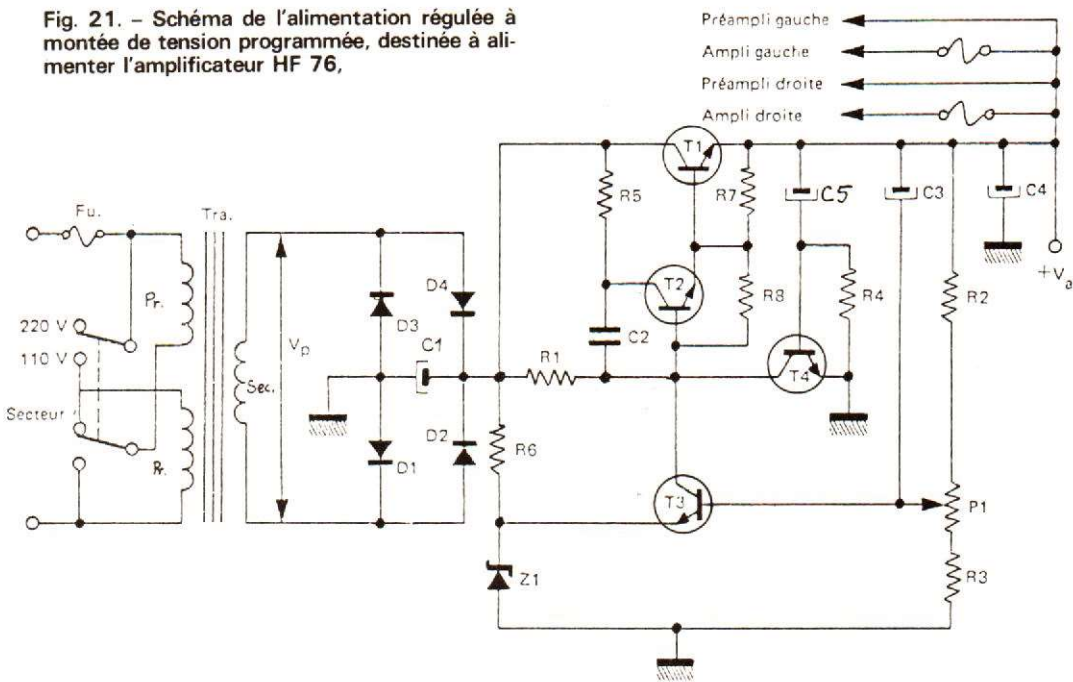 Fig. 21. – Schéma de l'alimentation régulée à
montée de tension programmée, destinée à ali-
menter l'amplificateur HF 76,
Préampli gauche
Ampli gauche
Préampli droite
Ampli droite
T1
R5
R7
C5
C3
C4
+Va
Fu.
Tra.
Pr.
220 V
110 V
Secteur
Pr.
Sec.
Vp
D4
D3
C1
D2
D1
T2
R8
R4
R2
C2
R1
T4
R6
T3
P1
Z1
R3